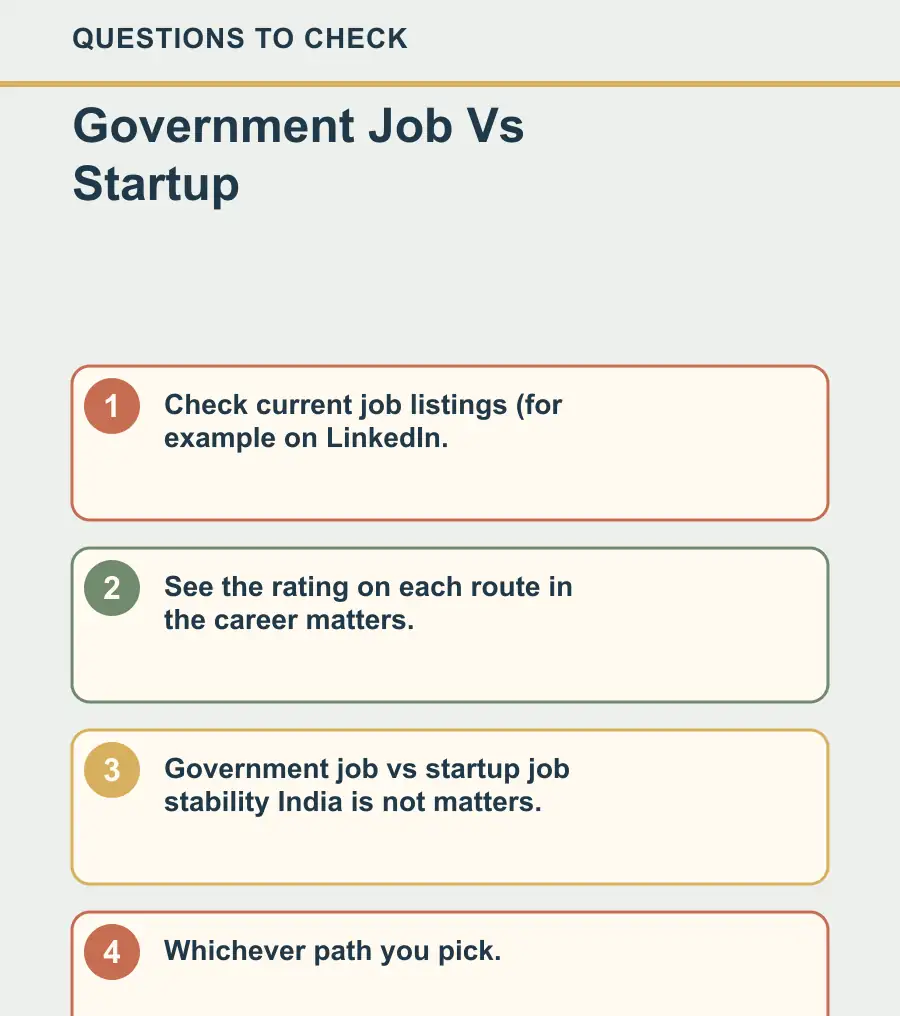 QUESTIONS TO CHECK
Government Job Vs
Startup
1
Check current job listings (for
example on LinkedIn.
2
See the rating on each route in
the career matters.
3
Government job vs startup job
stability India is not matters.
4
Whichever path you pick.